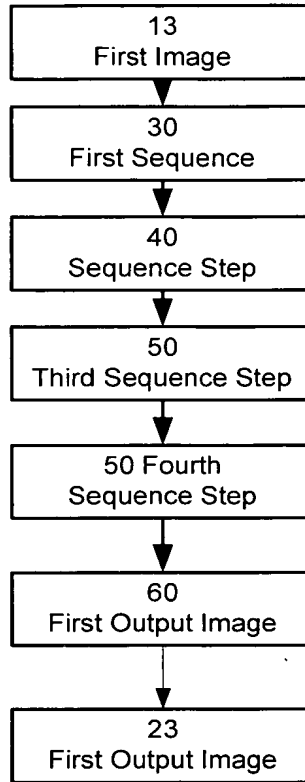 13
First Image
30
First Sequence
40
Sequence Step
50
Third Sequence Step
50 Fourth
Sequence Step
60
First Output Image
23
First Output Image